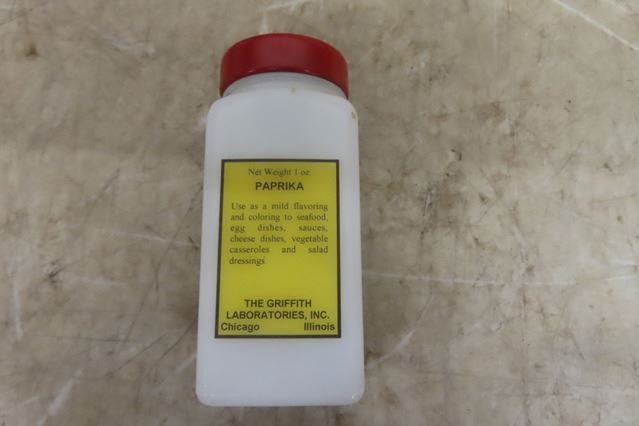 Net Weight 1 oz
PAPRIKA
Use as a mild flavoring
and coloring to seafood,
egg dishes, sauces,
cheese dishes, vegetable
casseroles and salad
dressings.
THE GRIFFITH
LABORATORIES, INC.
Chicago Illinois